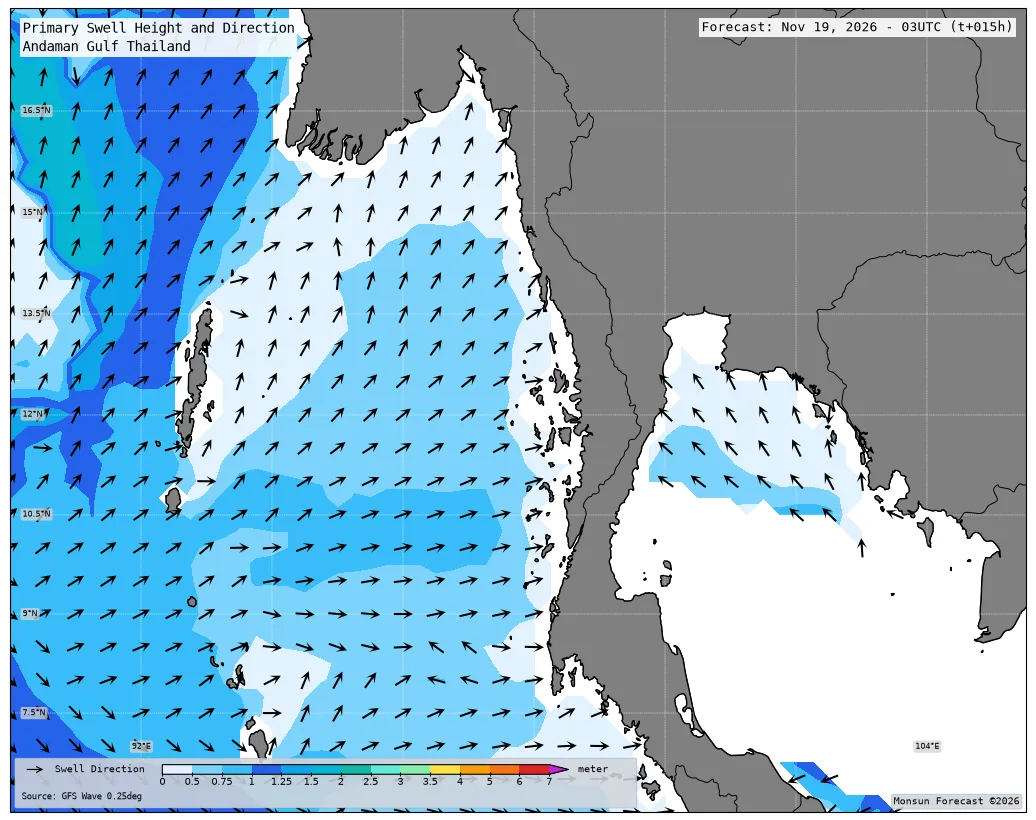 Primary Swell Height and Direction
Andaman Gulf Thailand
Forecast: Nov 19, 2026 - 03UTC (t+015h)
16.5°N
15°N
13.5°N
12°N
10.5°N
9°N
7.5°N
92°E
104°E
Swell Direction
0 0.5 0.75 1 1.25 1.5 2 2.5 3 3.5 4 5 6 7
meter
Source: GFS Wave 0.25deg
Monsun Forecast ©2026